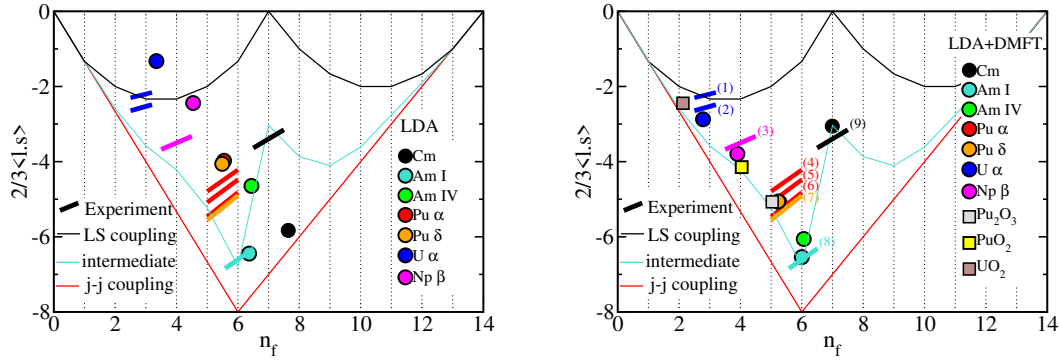 0
-2
-4
-6
-8
2/3<l.s>
0 2 4 6 8 10 12 14
n_f
LDA
Cm
Am I
Am IV
Pu α
Pu δ
U α
Np β
Experiment
LS coupling
intermediate
j-j coupling
0
-2
-4
-6
-8
2/3<l.s>
0 2 4 6 8 10 12 14
n_f
(1)
(2)
(3)
(4)
(5)
(6)
(7)
(8)
(9)
LDA+DMFT
Cm
Am I
Am IV
Pu α
Pu δ
U α
Np β
Pu₂O₃
PuO₂
UO₂
Experiment
LS coupling
intermediate
j-j coupling